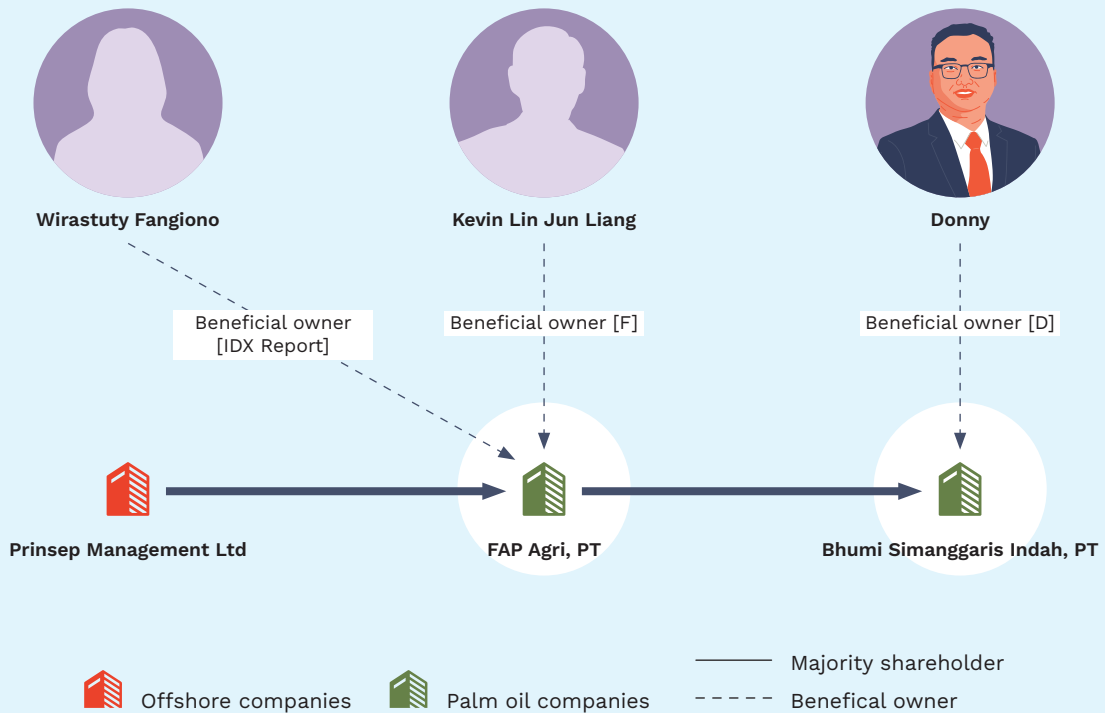 Wirastuty Fangiono
Kevin Lin Jun Liang
Donny
Beneficial owner
[IDX Report]
Beneficial owner [F]
Beneficial owner [D]
Prinsep Management Ltd
FAP Agri, PT
Bhumi Simanggaris Indah, PT
Offshore companies
Palm oil companies
Majority shareholder
Benefical owner